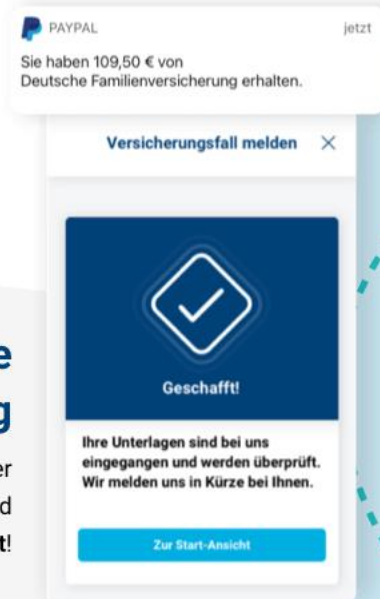 PAYPAL jetzt
Sie haben 109,50 € von
Deutsche Familienversicherung erhalten.
Versicherungsfall melden
Geschafft!
e
g
er
d
t!
Ihre Unterlagen sind bei uns
eingegangen und werden überprüft.
Wir melden uns in Kürze bei Ihnen.
Zur Start-Ansicht